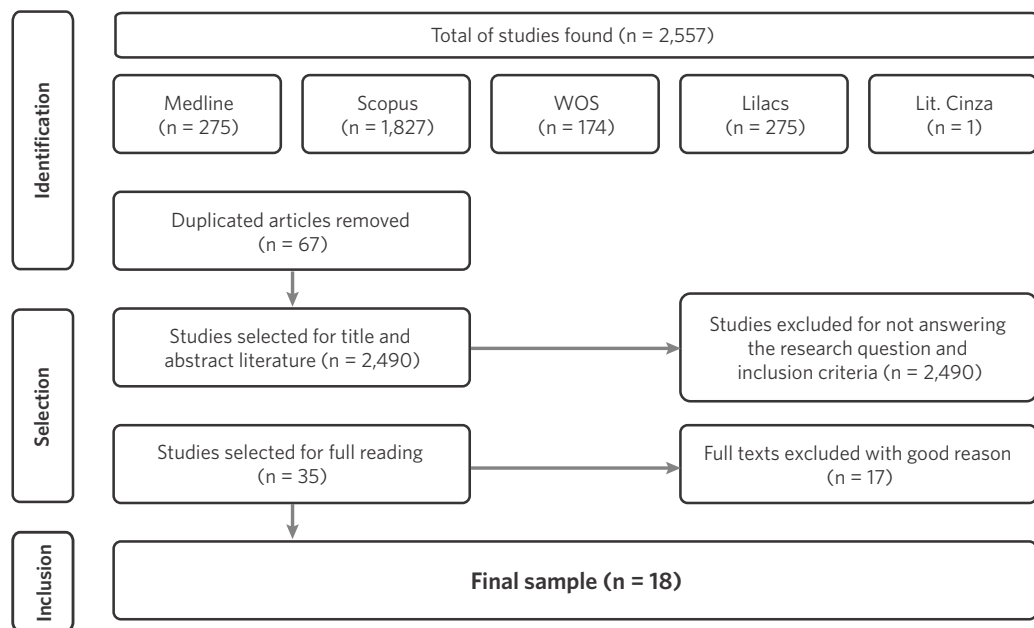 Identification
Total of studies found (n = 2,557)
Medline
(n = 275)
Scopus
(n = 1,827)
WOS
(n = 174)
Lilacs
(n = 275)
Lit. Cinza
(n = 1)
Duplicated articles removed
(n = 67)
Selection
Studies selected for title and
abstract literature (n = 2,490)
Studies excluded for not answering
the research question and
inclusion criteria (n = 2,490)
Studies selected for full reading
(n = 35)
Full texts excluded with good reason
(n = 17)
Inclusion
Final sample (n = 18)